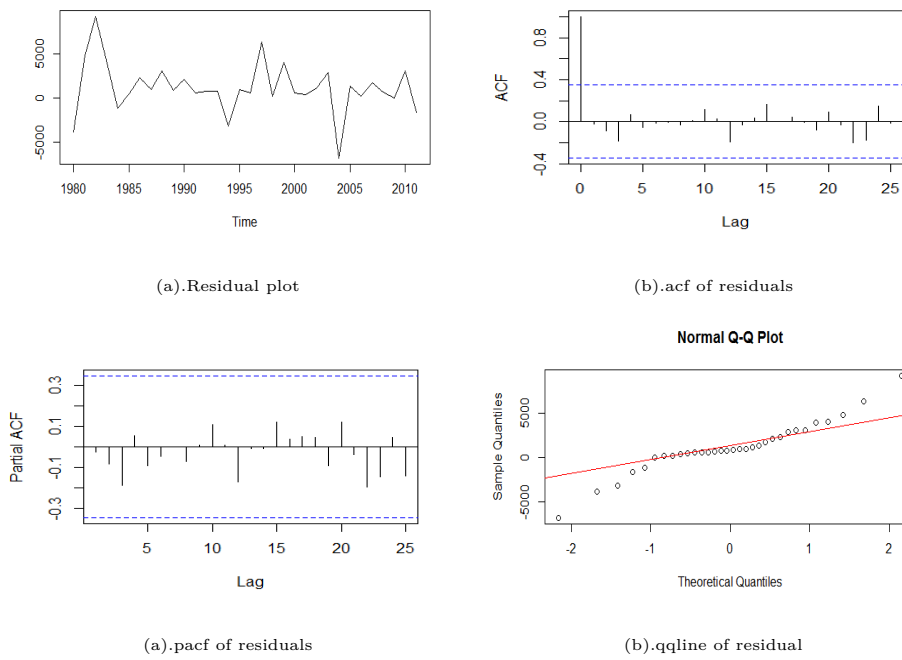 5000
0
-5000
1980 1985 1990 1995 2000 2005 2010
Time
(a).Residual plot
ACF
0.8
0.4
0.0
-0.4
0 5 10 15 20 25
Lag
(b).acf of residuals
Partial ACF
0.3
0.1
-0.1
-0.3
5 10 15 20 25
Lag
(a).pacf of residuals
Normal Q-Q Plot
Sample Quantiles
5000
0
-5000
-2 -1 0 1 2
Theoretical Quantiles
(b).qqline of residual